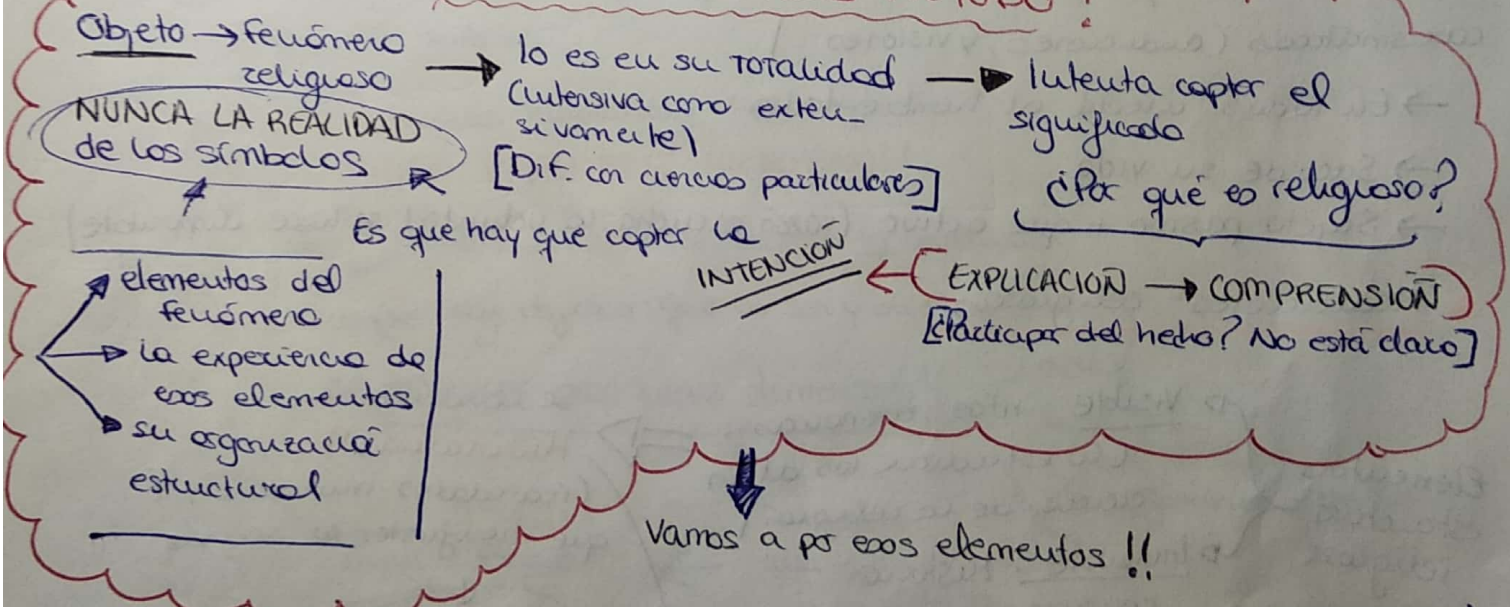 Objeto → fenómeno
religioso
NUNCA LA REALIDAD
de los símbolos
→ lo es en su TOTALIDAD
(intensiva como exten_
sivamente)
[Dif. con ciencias particulares]
→ Intenta captar el
significado
¿Por qué es religioso?
(EXPLICACIÓN → COMPRENSIÓN)
[¿Participar del hecho? No está claro]
Es que hay que captar la
INTENCIÓN
elementos del
fenómeno
la experiencia de
esos elementos
su organización
estructural
Vamos a por esos elementos !!